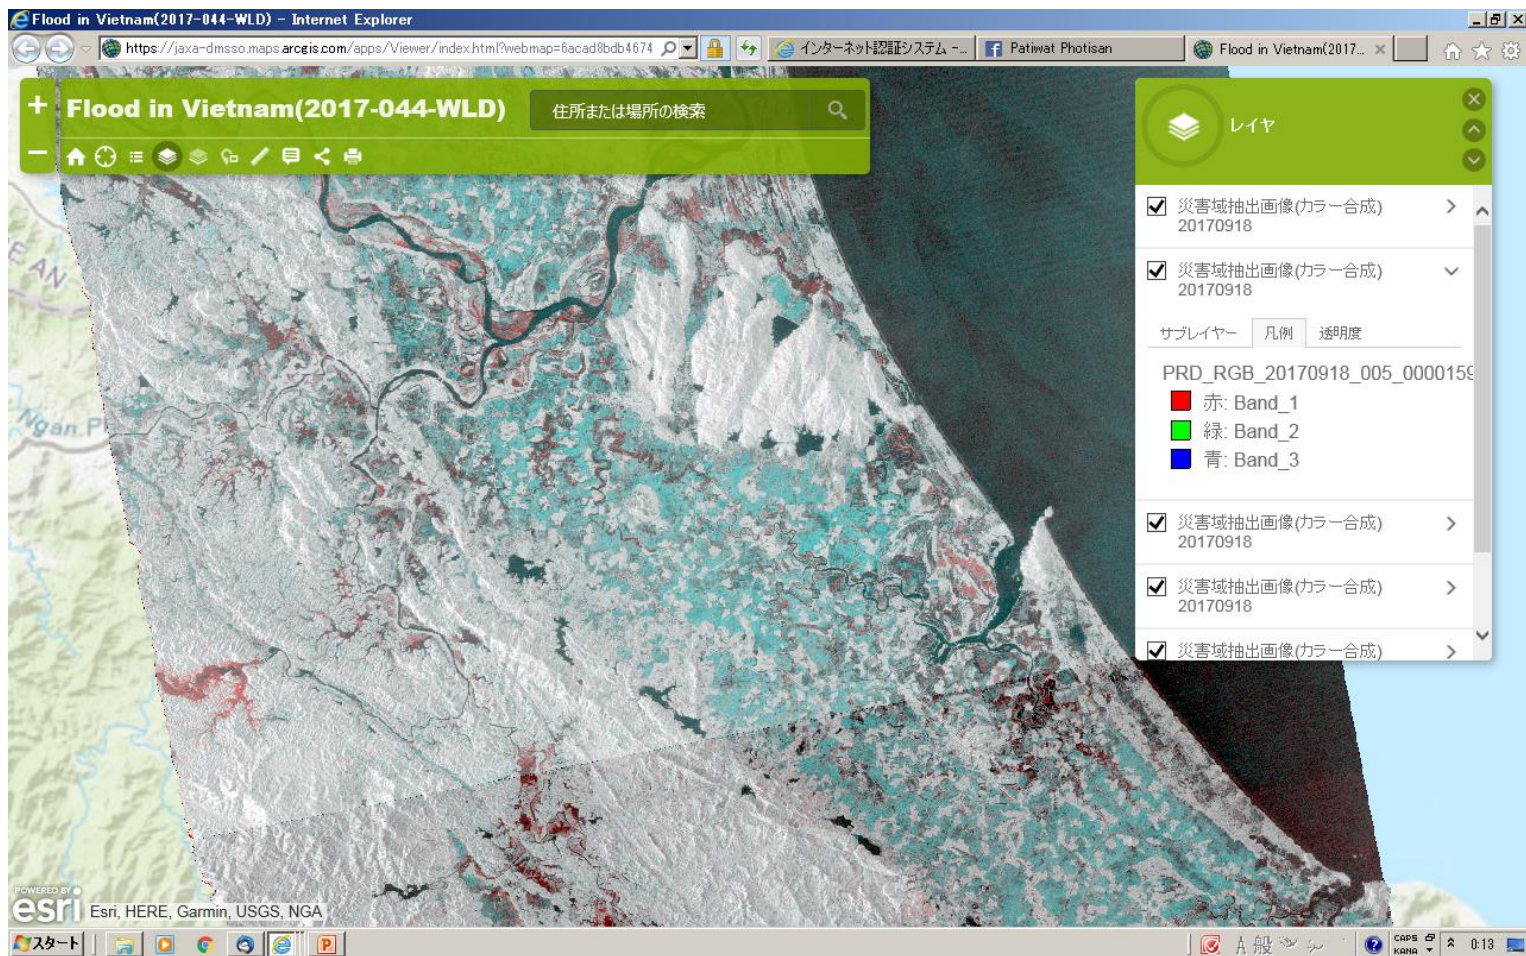 Flood in Vietnam(2017-044-WLD) - Internet Explorer
https://jaxa-dmsso.maps.arcgis.com/apps/Viewer/index.html?webmap=6acad8bdb4674
インターネット認証システム -...
Patiwat Photisan
Flood in Vietnam(2017...
+
Flood in Vietnam(2017-044-WLD)
住所または場所の検索
レイヤ
災害域抽出画像(カラー合成)
20170918
災害域抽出画像(カラー合成)
20170918
サブレイヤー 凡例 透明度
PRD_RGB_20170918_005_0000159
赤: Band_1
緑: Band_2
青: Band_3
災害域抽出画像(カラー合成)
20170918
災害域抽出画像(カラー合成)
20170918
災害域抽出画像(カラー合成)
E AN
Ngan P
POWERED BY
esri
Esri, HERE, Garmin, USGS, NGA
スタート
A 般
CAPS
KANA
0:13